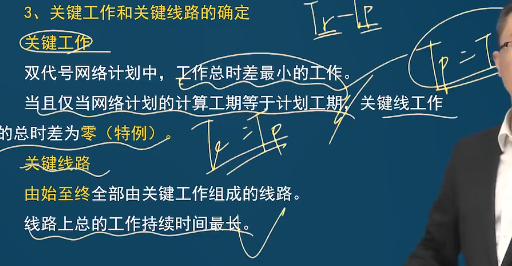 3、关键工作和关键线路的确定
Tr-Tp
关键工作
双代号网络计划中，工作总时差最小的工作。
当且仅当网络计划的计算工期等于计划工期，关键线工作
的总时差为零（特例）。
Tr=Tp
关键线路
由始至终全部由关键工作组成的线路。
线路上总的工作持续时间最长。